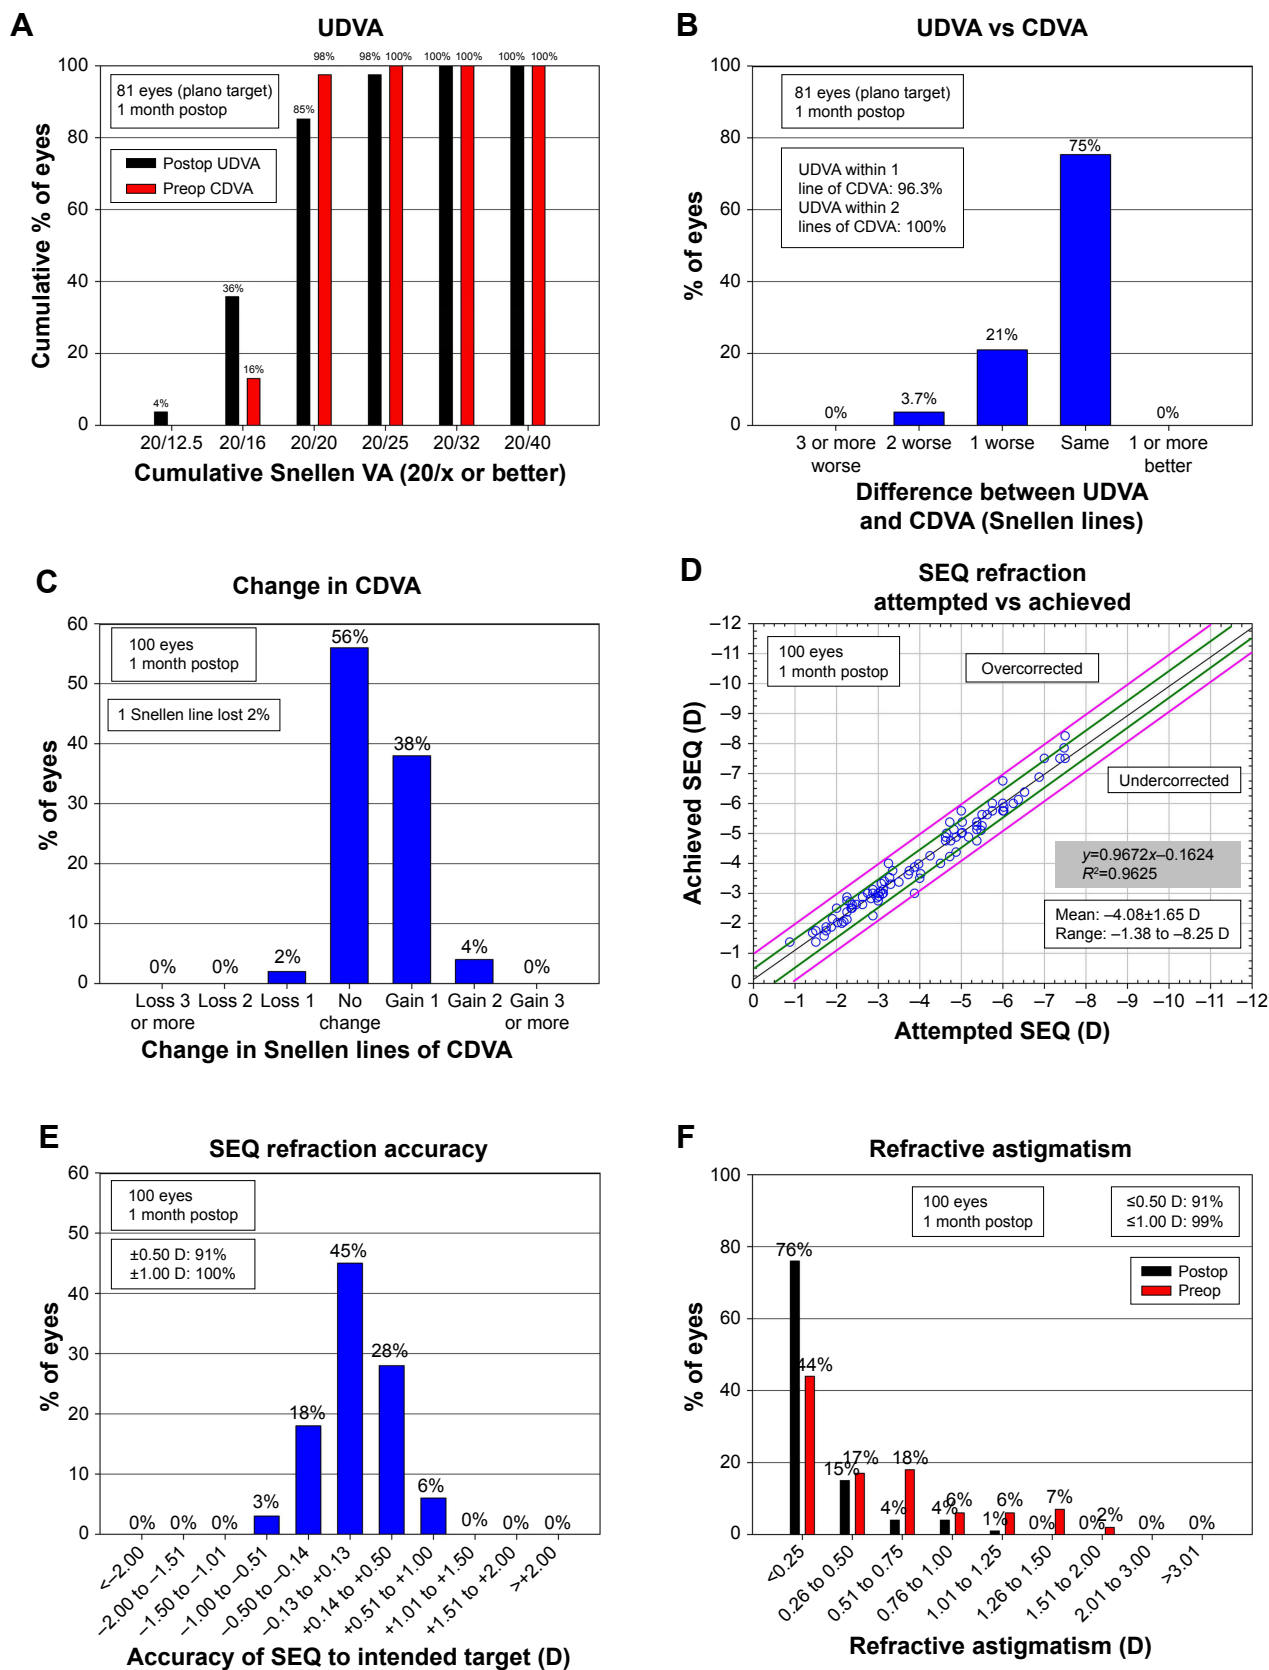 A
UDVA
100
80
60
40
20
0
Cumulative % of eyes
81 eyes (plano target)
1 month postop
Postop UDVA
Preop CDVA
4%
36%
16%
85%
98%
98%
100%
100%
100%
100%
100%
20/12.5
20/16
20/20
20/25
20/32
20/40
Cumulative Snellen VA (20/x or better)
B
UDVA vs CDVA
100
80
60
40
20
0
% of eyes
81 eyes (plano target)
1 month postop
UDVA within 1
line of CDVA: 96.3%
UDVA within 2
lines of CDVA: 100%
0%
3.7%
21%
75%
0%
3 or more
worse
2 worse
1 worse
Same
1 or more
better
Difference between UDVA
and CDVA (Snellen lines)
C
Change in CDVA
60
50
40
30
20
10
0
% of eyes
100 eyes
1 month postop
1 Snellen line lost 2%
0%
0%
2%
56%
38%
4%
0%
Loss 3
or more
Loss 2
Loss 1
No
change
Gain 1
Gain 2
Gain 3
or more
Change in Snellen lines of CDVA
D
SEQ refraction
attempted vs achieved
–12
–11
–10
–9
–8
–7
–6
–5
–4
–3
–2
–1
0
Achieved SEQ (D)
100 eyes
1 month postop
Overcorrected
Undercorrected
y=0.9672x–0.1624
R²=0.9625
Mean: –4.08±1.65 D
Range: –1.38 to –8.25 D
0 –1 –2 –3 –4 –5 –6 –7 –8 –9 –10 –11 –12
Attempted SEQ (D)
E
SEQ refraction accuracy
60
50
40
30
20
10
0
% of eyes
100 eyes
1 month postop
±0.50 D: 91%
±1.00 D: 100%
0%
0%
0%
3%
18%
45%
28%
6%
0%
0%
0%
<–2.00
–2.00 to –1.51
–1.50 to –1.01
–1.00 to –0.51
–0.50 to –0.14
–0.13 to +0.13
+0.14 to +0.50
+0.51 to +1.00
+1.01 to +1.50
+1.51 to +2.00
>+2.00
Accuracy of SEQ to intended target (D)
F
Refractive astigmatism
100
80
60
40
20
0
% of eyes
100 eyes
1 month postop
≤0.50 D: 91%
≤1.00 D: 99%
Postop
Preop
76%
44%
15%
17%
4%
18%
4%
6%
1%
6%
0%
7%
0%
2%
0%
0%
<0.25
0.26 to 0.50
0.51 to 0.75
0.76 to 1.00
1.01 to 1.25
1.26 to 1.50
1.51 to 2.00
2.01 to 3.00
>3.01
Refractive astigmatism (D)